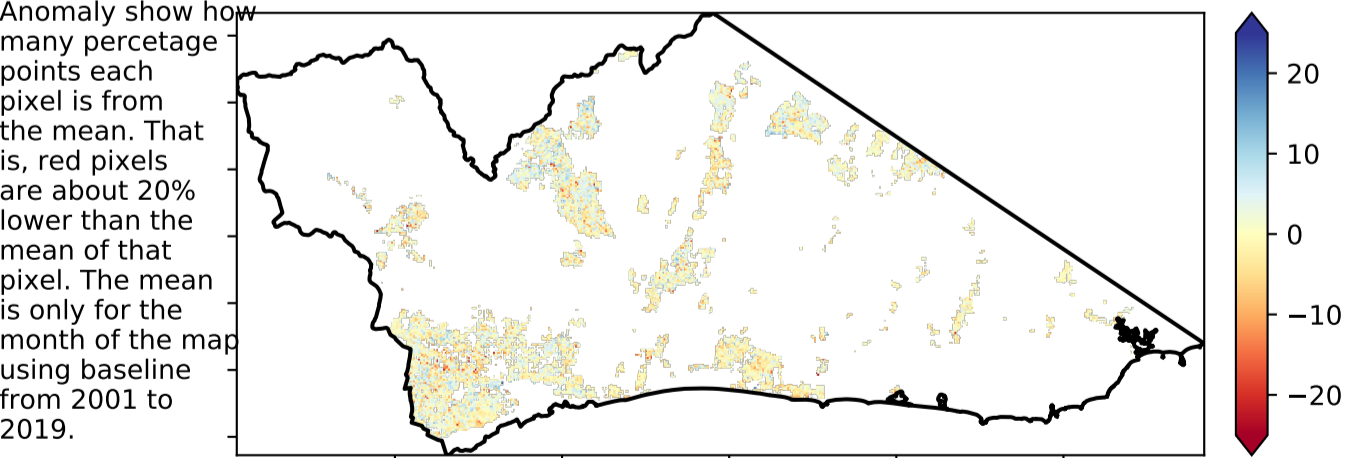 Anomaly show how
many percetage
points each
pixel is from
the mean. That
is, red pixels
are about 20%
lower than the
mean of that
pixel. The mean
is only for the
month of the map
using baseline
from 2001 to
2019.
20
10
0
−10
−20